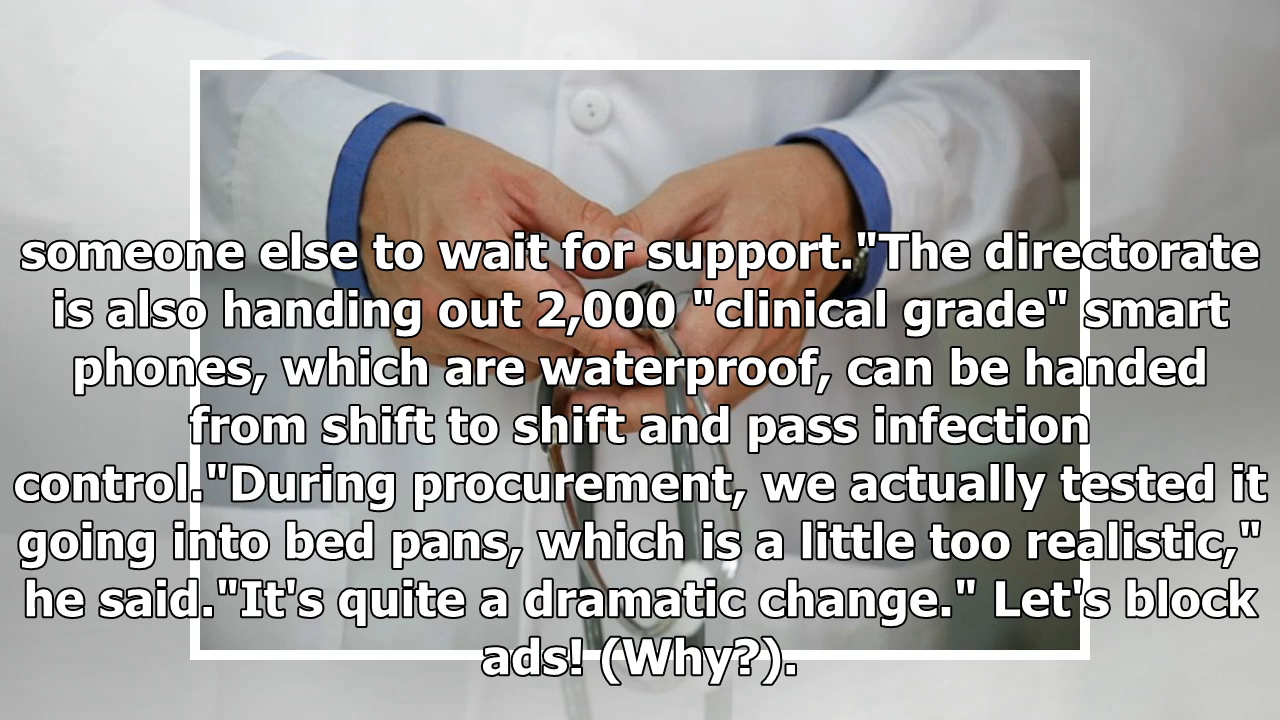 someone else to wait for support."The directorate
is also handing out 2,000 "clinical grade" smart
phones, which are waterproof, can be handed
from shift to shift and pass infection
control."During procurement, we actually tested it
going into bed pans, which is a little too realistic,"
he said."It's quite a dramatic change." Let's block
ads! (Why?).